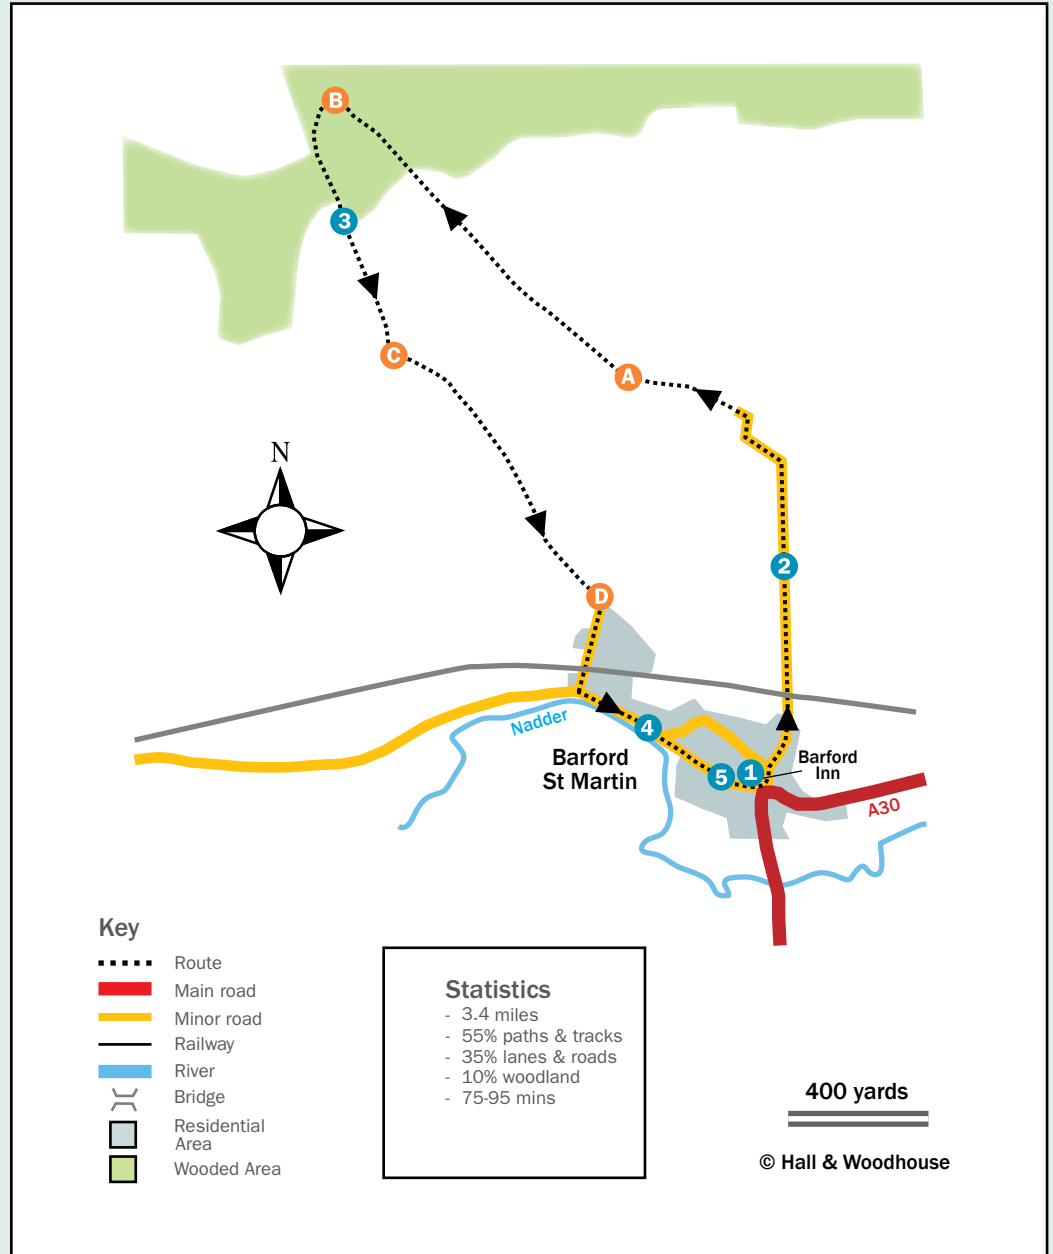 B
3
C
A
N
2
D
Nadder
4
Barford
St Martin
5
1
Barford
Inn
A30
Key
Route
Main road
Minor road
Railway
River
Bridge
Residential
Area
Wooded Area
Statistics
- 3.4 miles
- 55% paths & tracks
- 35% lanes & roads
- 10% woodland
- 75-95 mins
400 yards
© Hall & Woodhouse